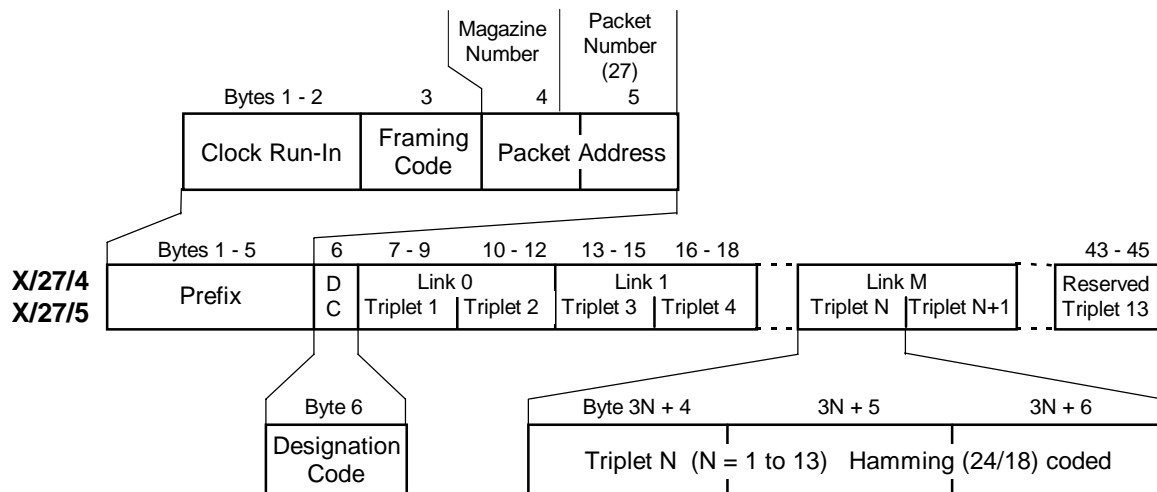 Magazine Number
Packet Number (27)
Bytes 1 - 2 3 4 5
Clock Run-In Framing Code Packet Address
Bytes 1 - 5 6 7 - 9 10 - 12 13 - 15 16 - 18 43 - 45
X/27/4
X/27/5
Prefix
D C
Link 0
Triplet 1 Triplet 2
Link 1
Triplet 3 Triplet 4
Link M
Triplet N Triplet N+1
Reserved
Triplet 13
Byte 6
Designation
Code
Byte 3N + 4 3N + 5 3N + 6
Triplet N (N = 1 to 13) Hamming (24/18) coded